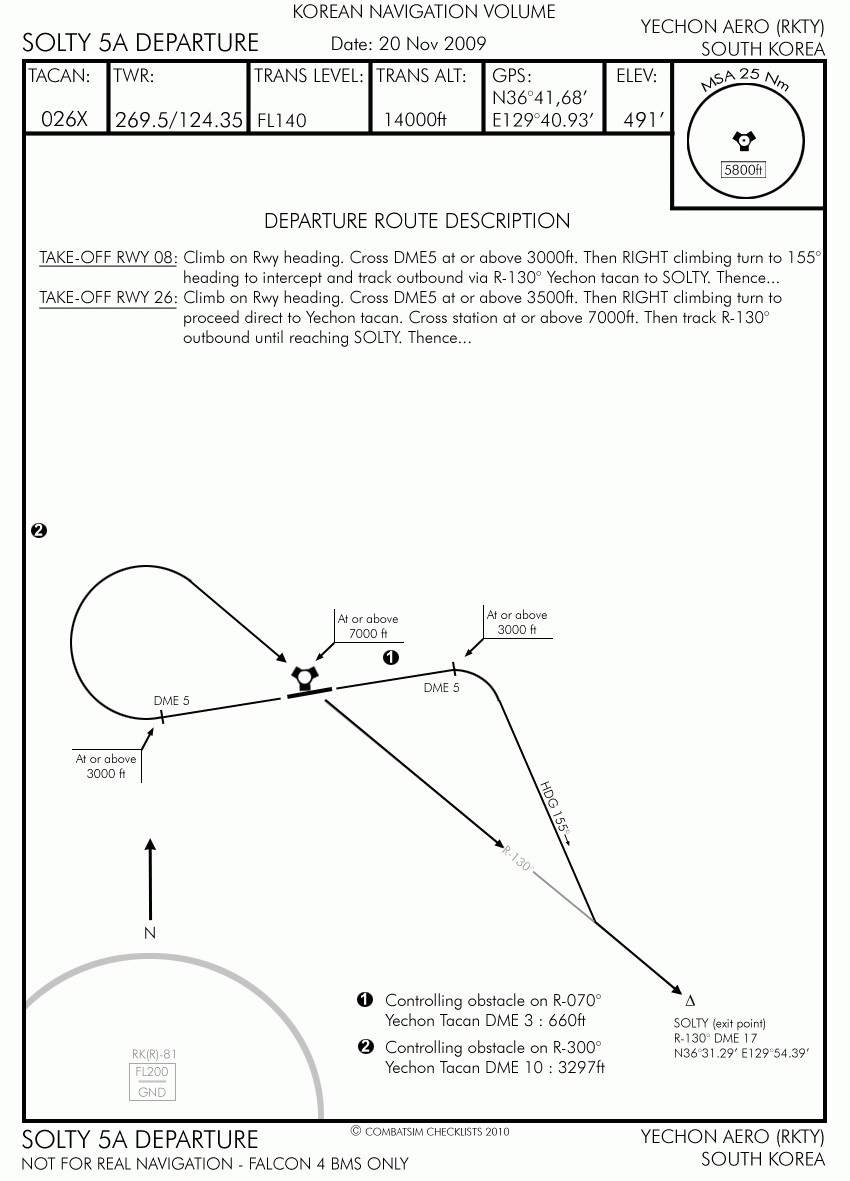 KOREAN NAVIGATION VOLUME
SOLTY 5A DEPARTURE
Date: 20 Nov 2009
YECHON AERO (RKTY)
SOUTH KOREA
TACAN:
026X
TWR:
269.5/124.35
TRANS LEVEL:
FL140
TRANS ALT:
14000ft
GPS:
N36°41,68'
E129°40.93'
ELEV:
491'
MSA 25 Nm
5800ft
DEPARTURE ROUTE DESCRIPTION
TAKE-OFF RWY 08: Climb on Rwy heading. Cross DME5 at or above 3000ft. Then RIGHT climbing turn to 155°
heading to intercept and track outbound via R-130° Yechon tacan to SOLTY. Thence...
TAKE-OFF RWY 26: Climb on Rwy heading. Cross DME5 at or above 3500ft. Then RIGHT climbing turn to
proceed direct to Yechon tacan. Cross station at or above 7000ft. Then track R-130°
outbound until reaching SOLTY. Thence...
2
At or above
7000 ft
At or above
3000 ft
1
DME 5
DME 5
At or above
3000 ft
HDG 155°
R-130°
N
1 Controlling obstacle on R-070°
Yechon Tacan DME 3 : 660ft
2 Controlling obstacle on R-300°
Yechon Tacan DME 10 : 3297ft
SOLTY (exit point)
R-130° DME 17
N36°31.29' E129°54.39'
RK(R)-81
FL200
GND
SOLTY 5A DEPARTURE
NOT FOR REAL NAVIGATION - FALCON 4 BMS ONLY
© COMBATSIM CHECKLISTS 2010
YECHON AERO (RKTY)
SOUTH KOREA